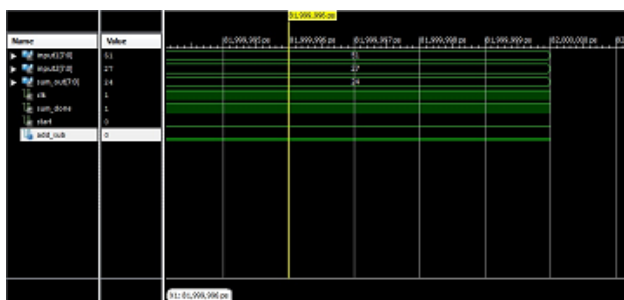 81,999,996 ps
Name Value
81,999,995 ps 81,999,996 ps 81,999,997 ps 81,999,998 ps 81,999,999 ps 82,000,000 ps
input1[7:0] 51 51
input2[7:0] 27 27
sum_out[7:0] 24 24
clk 1
sum_done 1
start 0
add_sub 0
X1: 81,999,996 ps